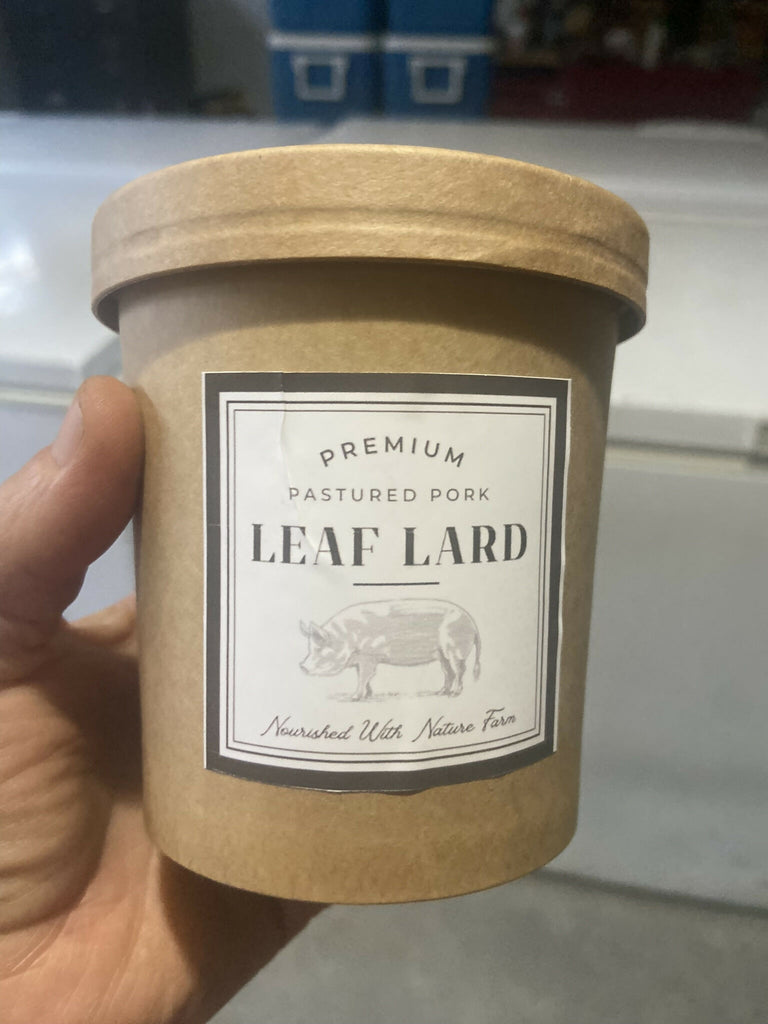 PREMIUM
PASTURED PORK
LEAF LARD
Nourished With Nature Farm